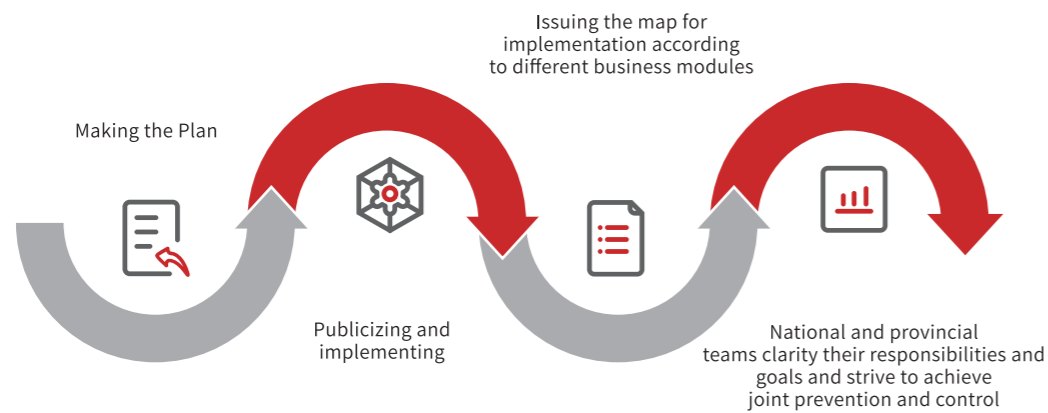 Making the Plan
Publicizing and
implementing
Issuing the map for
implementation according
to different business modules
National and provincial
teams clarity their responsibilities and
goals and strive to achieve
joint prevention and control